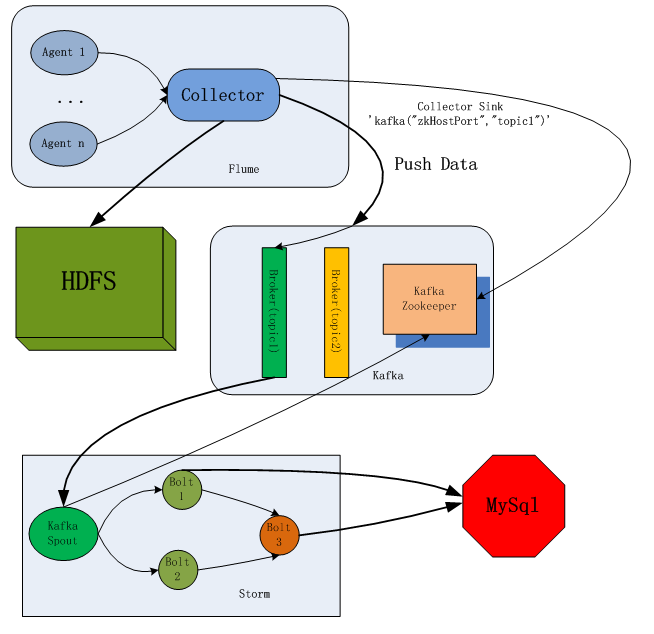 Agent 1
...
Agent n
Collector
Flume
Collector Sink
'kafka("zkHostPort","topic1")'
Push Data
HDFS
Broker(topic1)
Broker(topic2)
Kafka
Zookeeper
Kafka
Kafka
Spout
Bolt
1
Bolt
2
Bolt
3
Storm
MySql